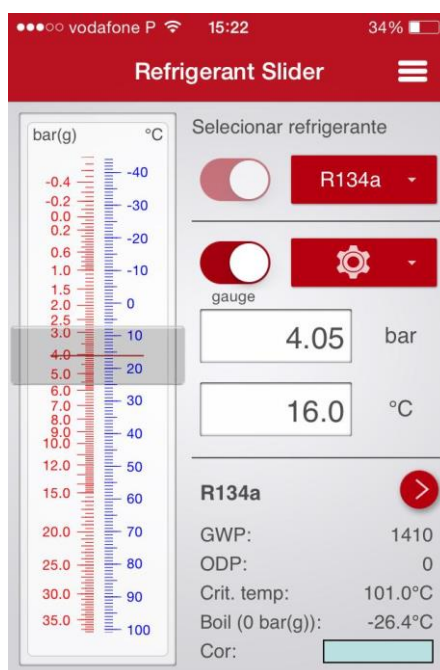 vodafone P 15:22 34%
Refrigerant Slider
bar(g) °C
Selecionar refrigerante
R134a
gauge
4.05 bar
16.0 °C
-0.4
-0.2
0.0
0.2
0.6
1.0
1.5
2.0
2.5
3.0
4.0
5.0
6.0
7.0
8.0
9.0
10.0
12.0
15.0
20.0
25.0
30.0
35.0
-40
-30
-20
-10
0
10
20
30
40
50
60
70
80
90
100
R134a
GWP: 1410
ODP: 0
Crit. temp: 101.0°C
Boil (0 bar(g)): -26.4°C
Cor: